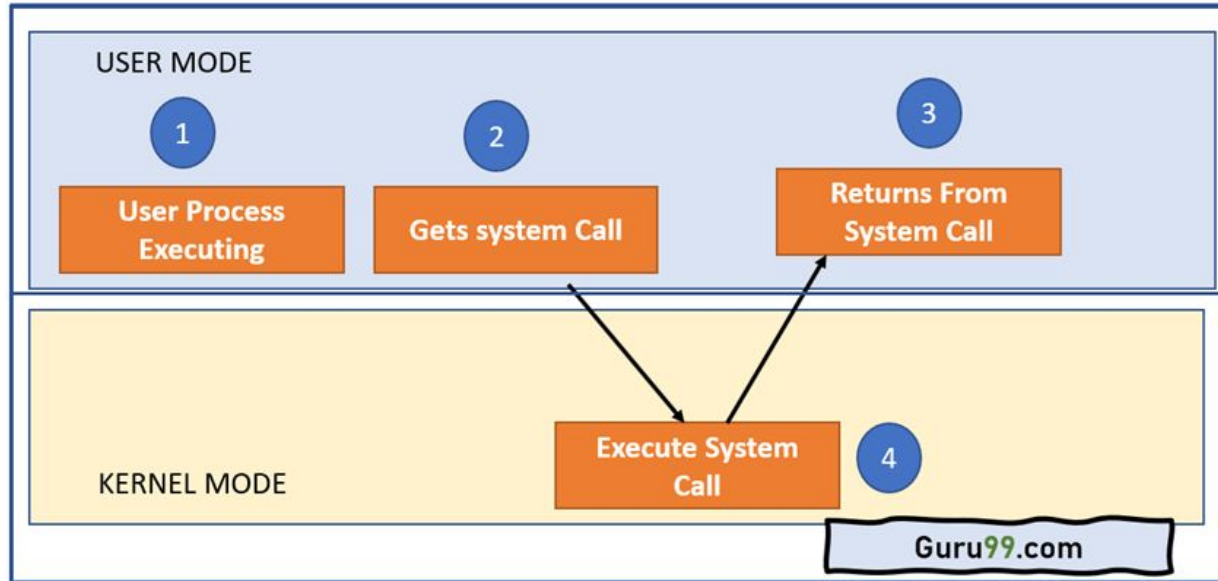 USER MODE
1
2
3
User Process
Executing
Gets system Call
Returns From
System Call
Execute System
Call
4
KERNEL MODE
Guru99.com